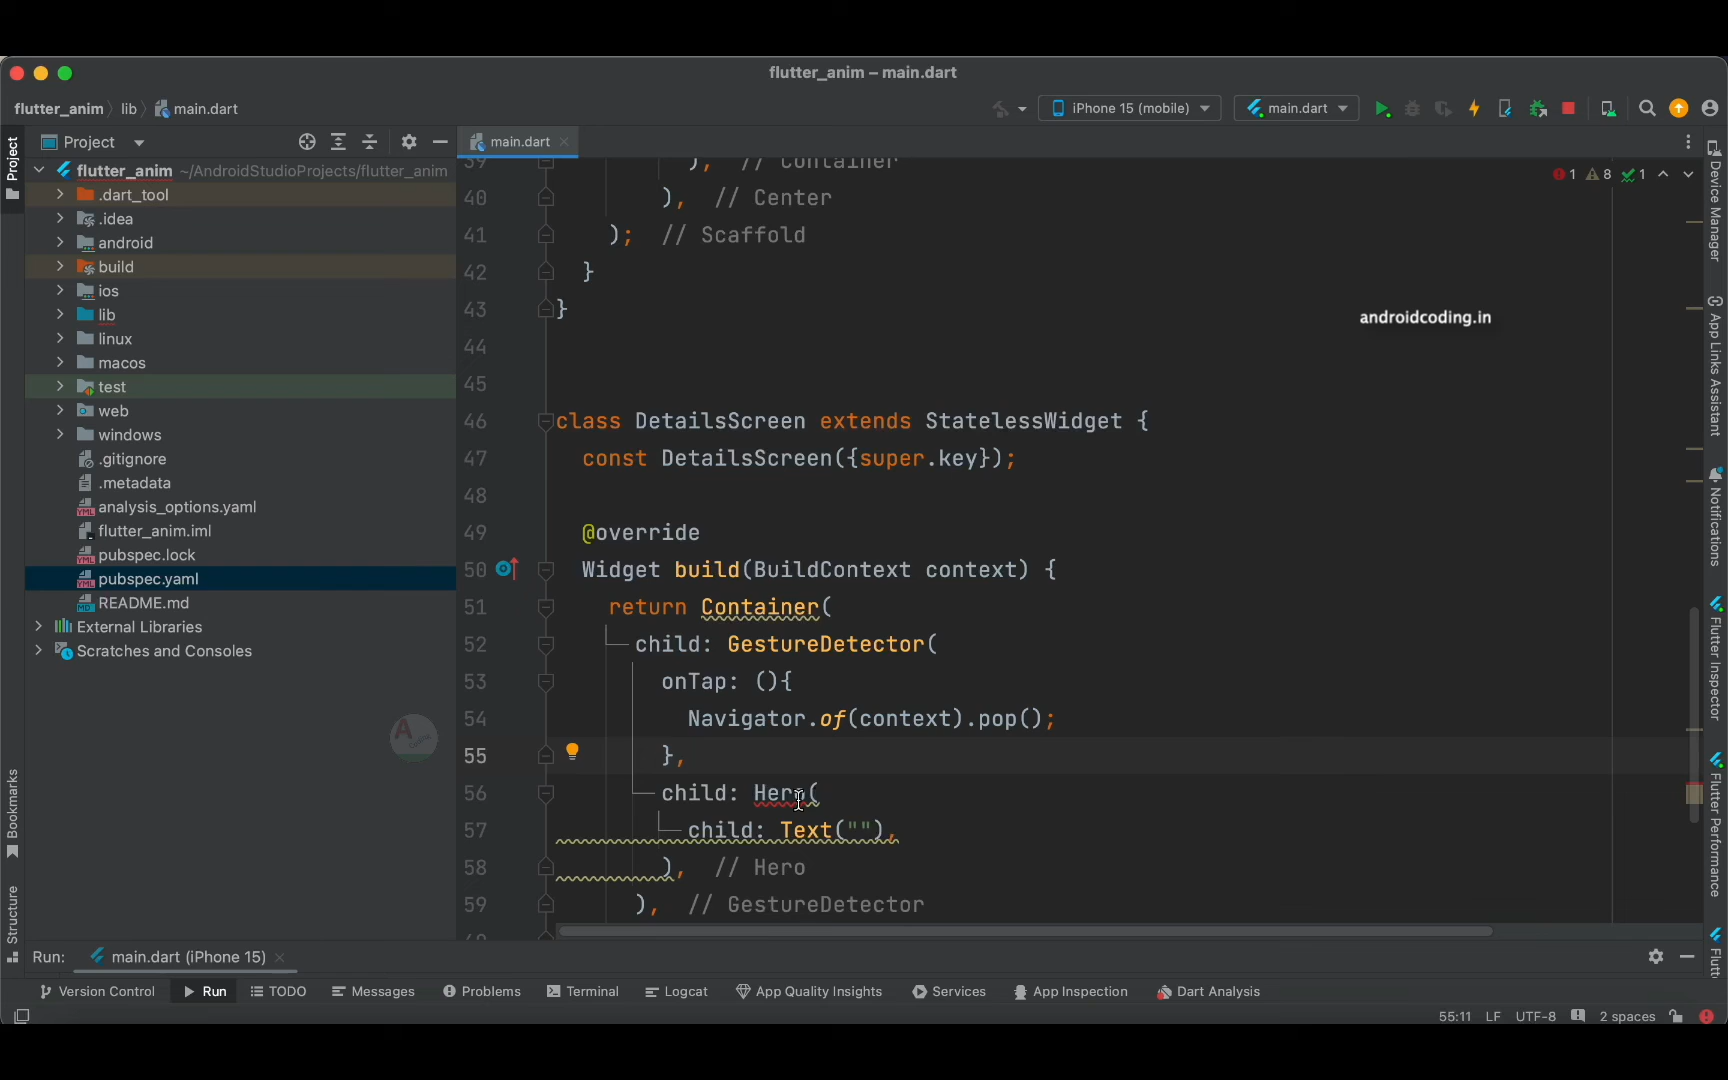 flutter_anim – main.dart
flutter_anim lib main.dart
iPhone 15 (mobile) main.dart
Project
Project
main.dart
flutter_anim ~/AndroidStudioProjects/flutter_anim
.dart_tool
.idea
android
build
ios
lib
linux
macos
test
web
windows
.gitignore
.metadata
analysis_options.yaml
flutter_anim.iml
pubspec.lock
pubspec.yaml
README.md
External Libraries
Scratches and Consoles
Bookmarks
Structure
1 8 1
39 ), // Container
40 ), // Center
41 ); // Scaffold
42 }
43 }
44
45
46 class DetailsScreen extends StatelessWidget {
47 const DetailsScreen({super.key});
48
49 @override
50 Widget build(BuildContext context) {
51 return Container(
52 child: GestureDetector(
53 onTap: (){
54 Navigator.of(context).pop();
55 },
56 child: Hero(
57 child: Text(""),
58 ), // Hero
59 ), // GestureDetector
androidcoding.in
A
Coding
Device Manager
App Links Assistant
Notifications
Flutter Inspector
Flutter Performance
Flutt
Run: main.dart (iPhone 15)
Version Control Run TODO Messages Problems Terminal Logcat App Quality Insights Services App Inspection Dart Analysis
55:11 LF UTF-8 2 spaces